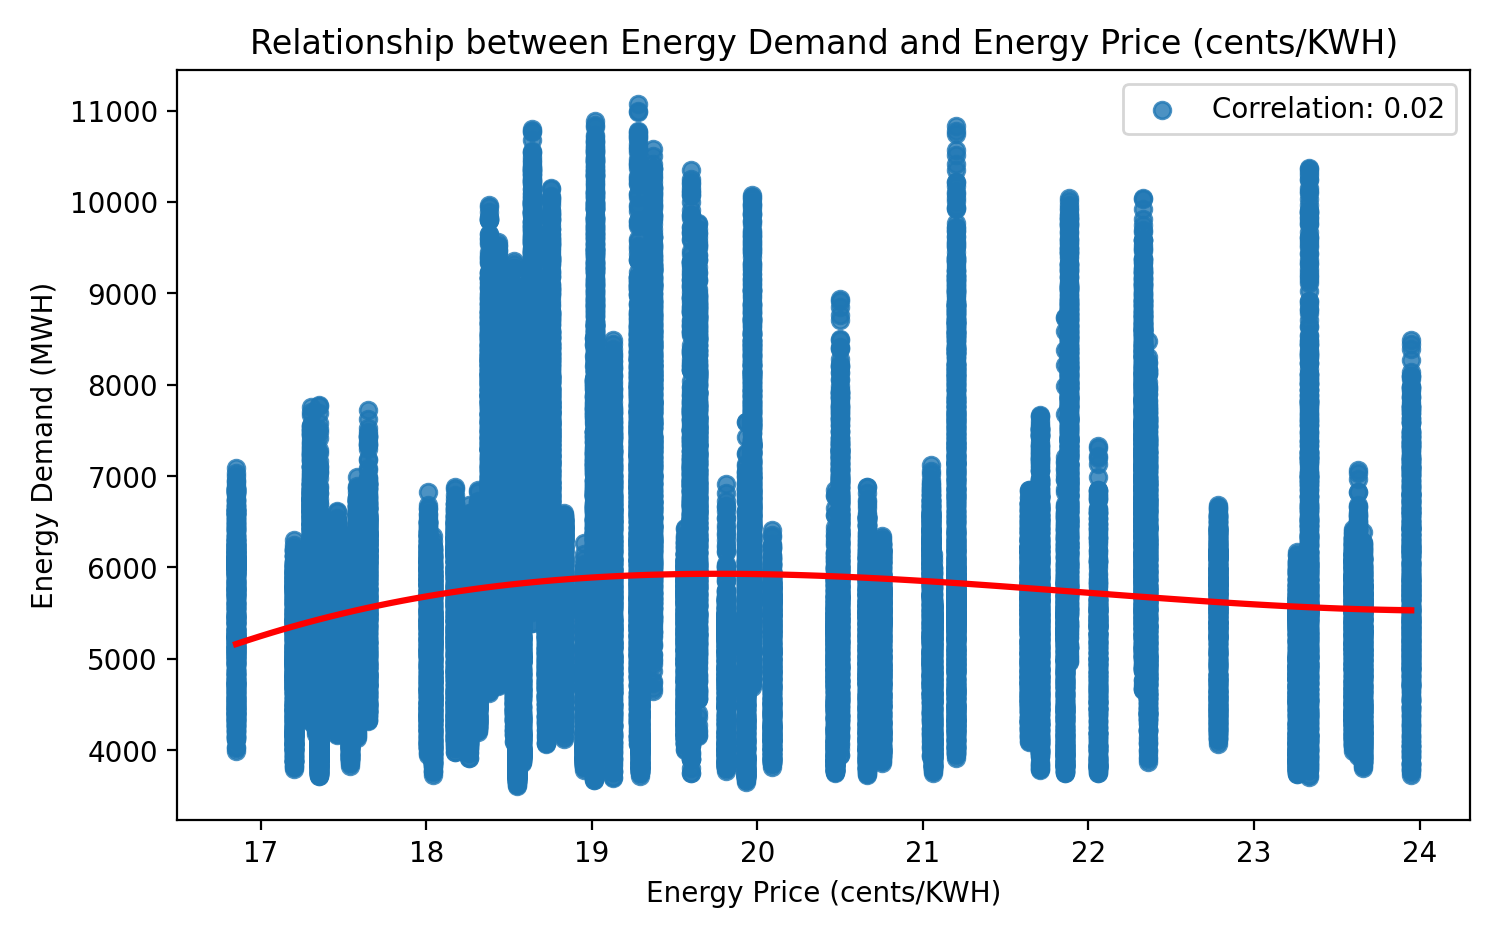 Relationship between Energy Demand and Energy Price (cents/KWH)
Correlation: 0.02
Energy Demand (MWH)
11000
10000
9000
8000
7000
6000
5000
4000
17 18 19 20 21 22 23 24
Energy Price (cents/KWH)